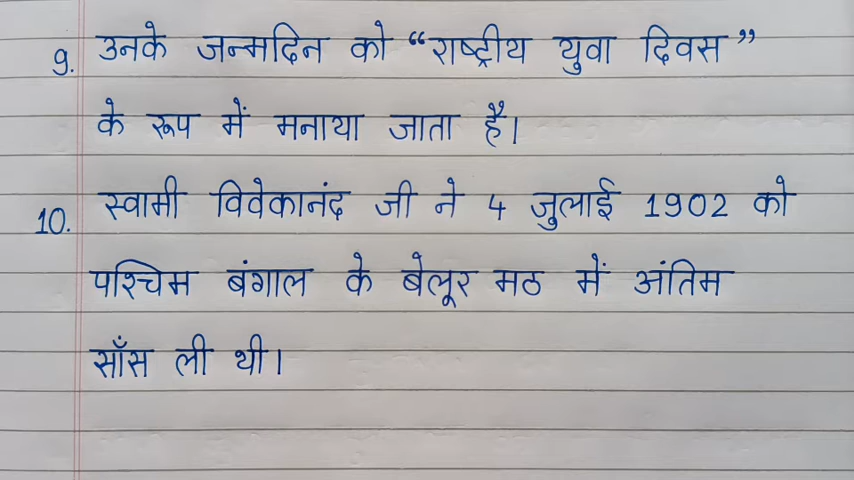 9. उनके जन्मदिन को “राष्ट्रीय युवा दिवस”
के रूप में मनाया जाता है।
10. स्वामी विवेकानंद जी ने 4 जुलाई 1902 को
पश्चिम बंगाल के बेलूर मठ में अंतिम
साँस ली थी।